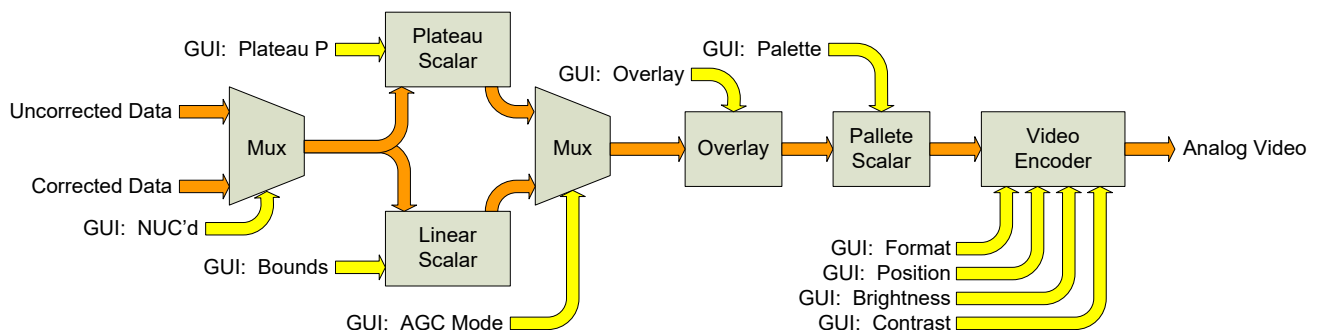 GUI: Plateau P
Plateau
Scalar
GUI: Palette
GUI: Overlay
Uncorrected Data
Corrected Data
Mux
GUI: NUC'd
Mux
Overlay
Pallete
Scalar
Video
Encoder
Analog Video
Linear
Scalar
GUI: Bounds
GUI: AGC Mode
GUI: Format
GUI: Position
GUI: Brightness
GUI: Contrast